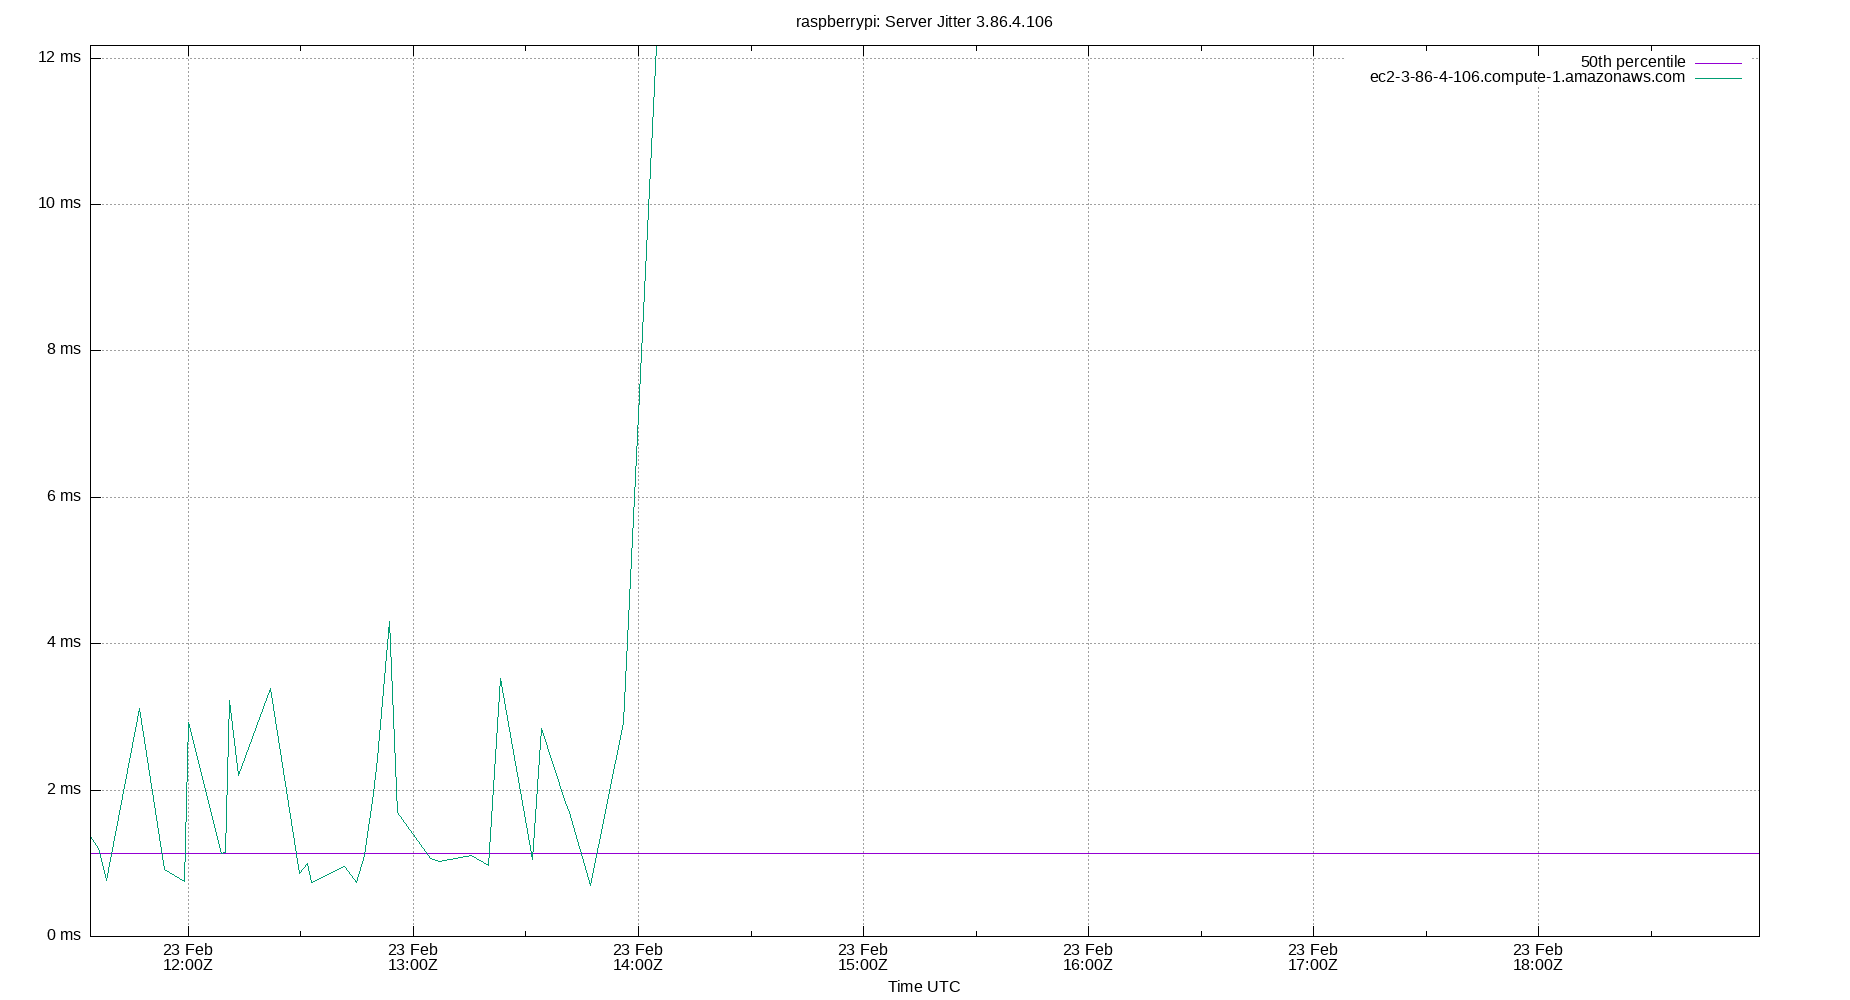 raspberrypi: Server Jitter 3.86.4.106
12 ms
10 ms
8 ms
6 ms
4 ms
2 ms
0 ms
50th percentile
ec2-3-86-4-106.compute-1.amazonaws.com
23 Feb 23 Feb 23 Feb 23 Feb 23 Feb 23 Feb 23 Feb
12:00Z 13:00Z 14:00Z 15:00Z 16:00Z 17:00Z 18:00Z
Time UTC